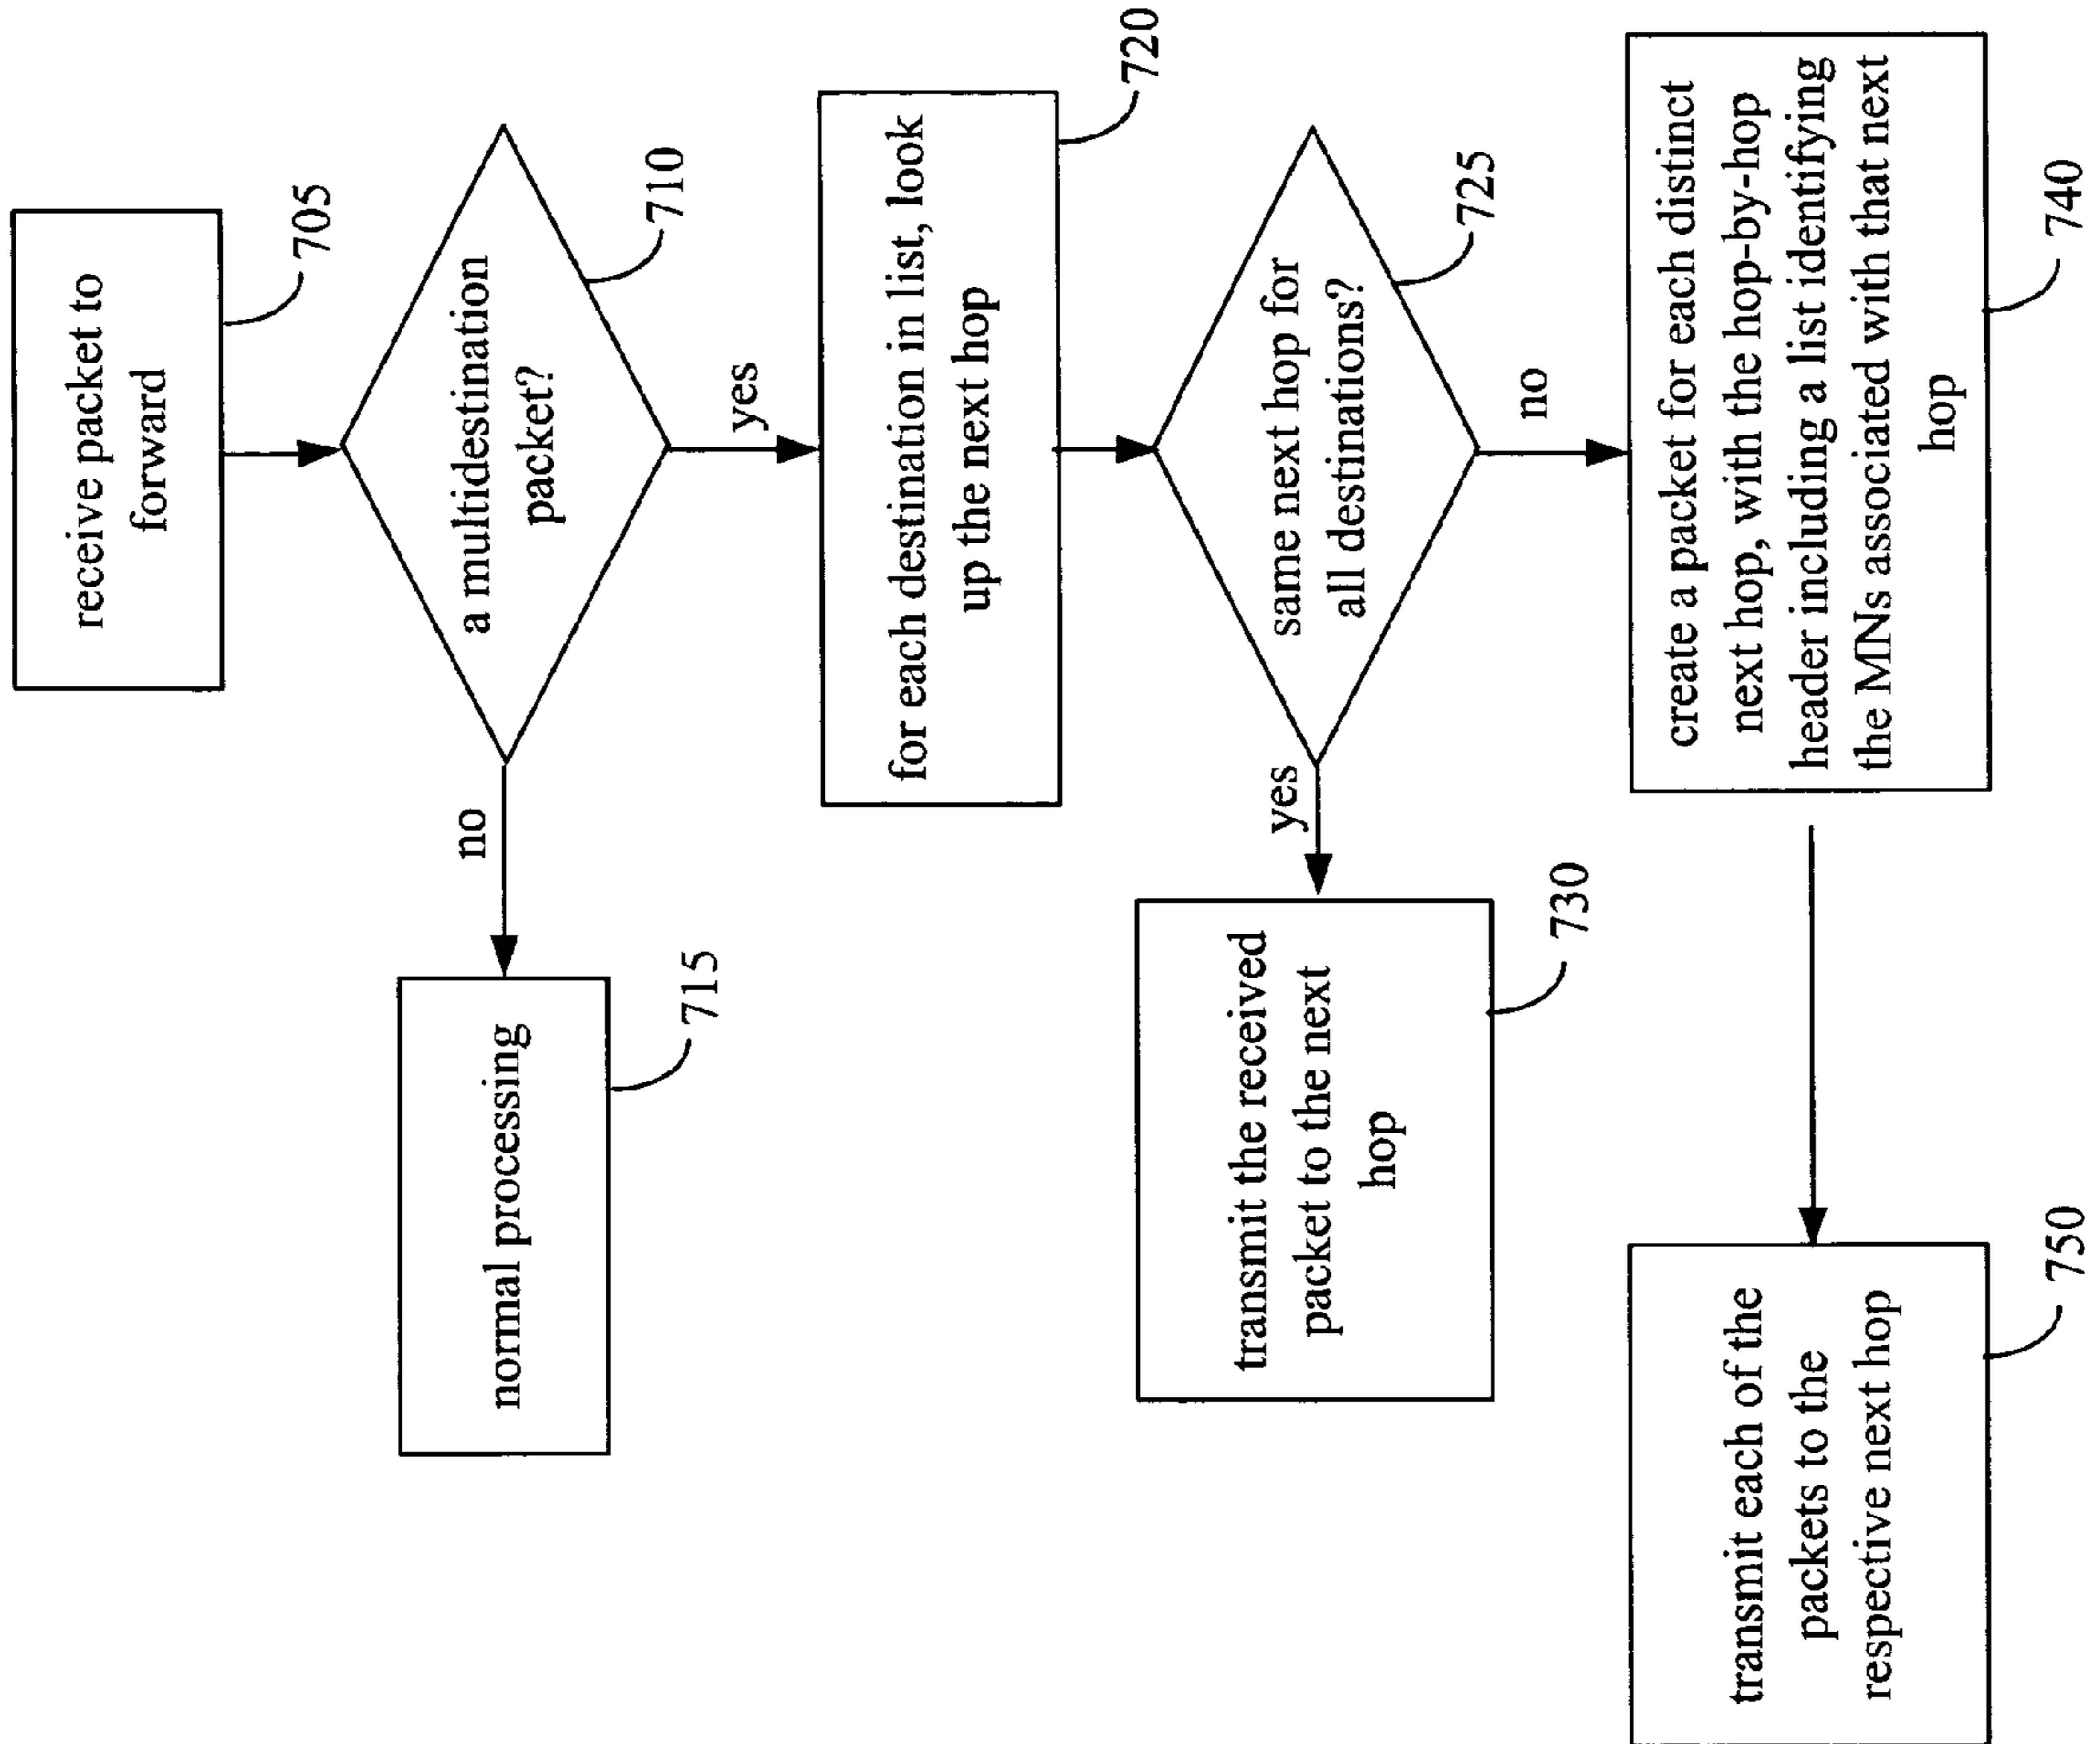 receive packet to
forward
705
a multidestination
packet?
710
no
yes
normal processing
715
for each destination in list, look
up the next hop
720
same next hop for
all destinations?
725
yes
no
transmit the received
packet to the next
hop
730
create a packet for each distinct
next hop, with the hop-by-hop
header including a list identifying
the MNs associated with that next
hop
740
transmit each of the
packets to the
respective next hop
750